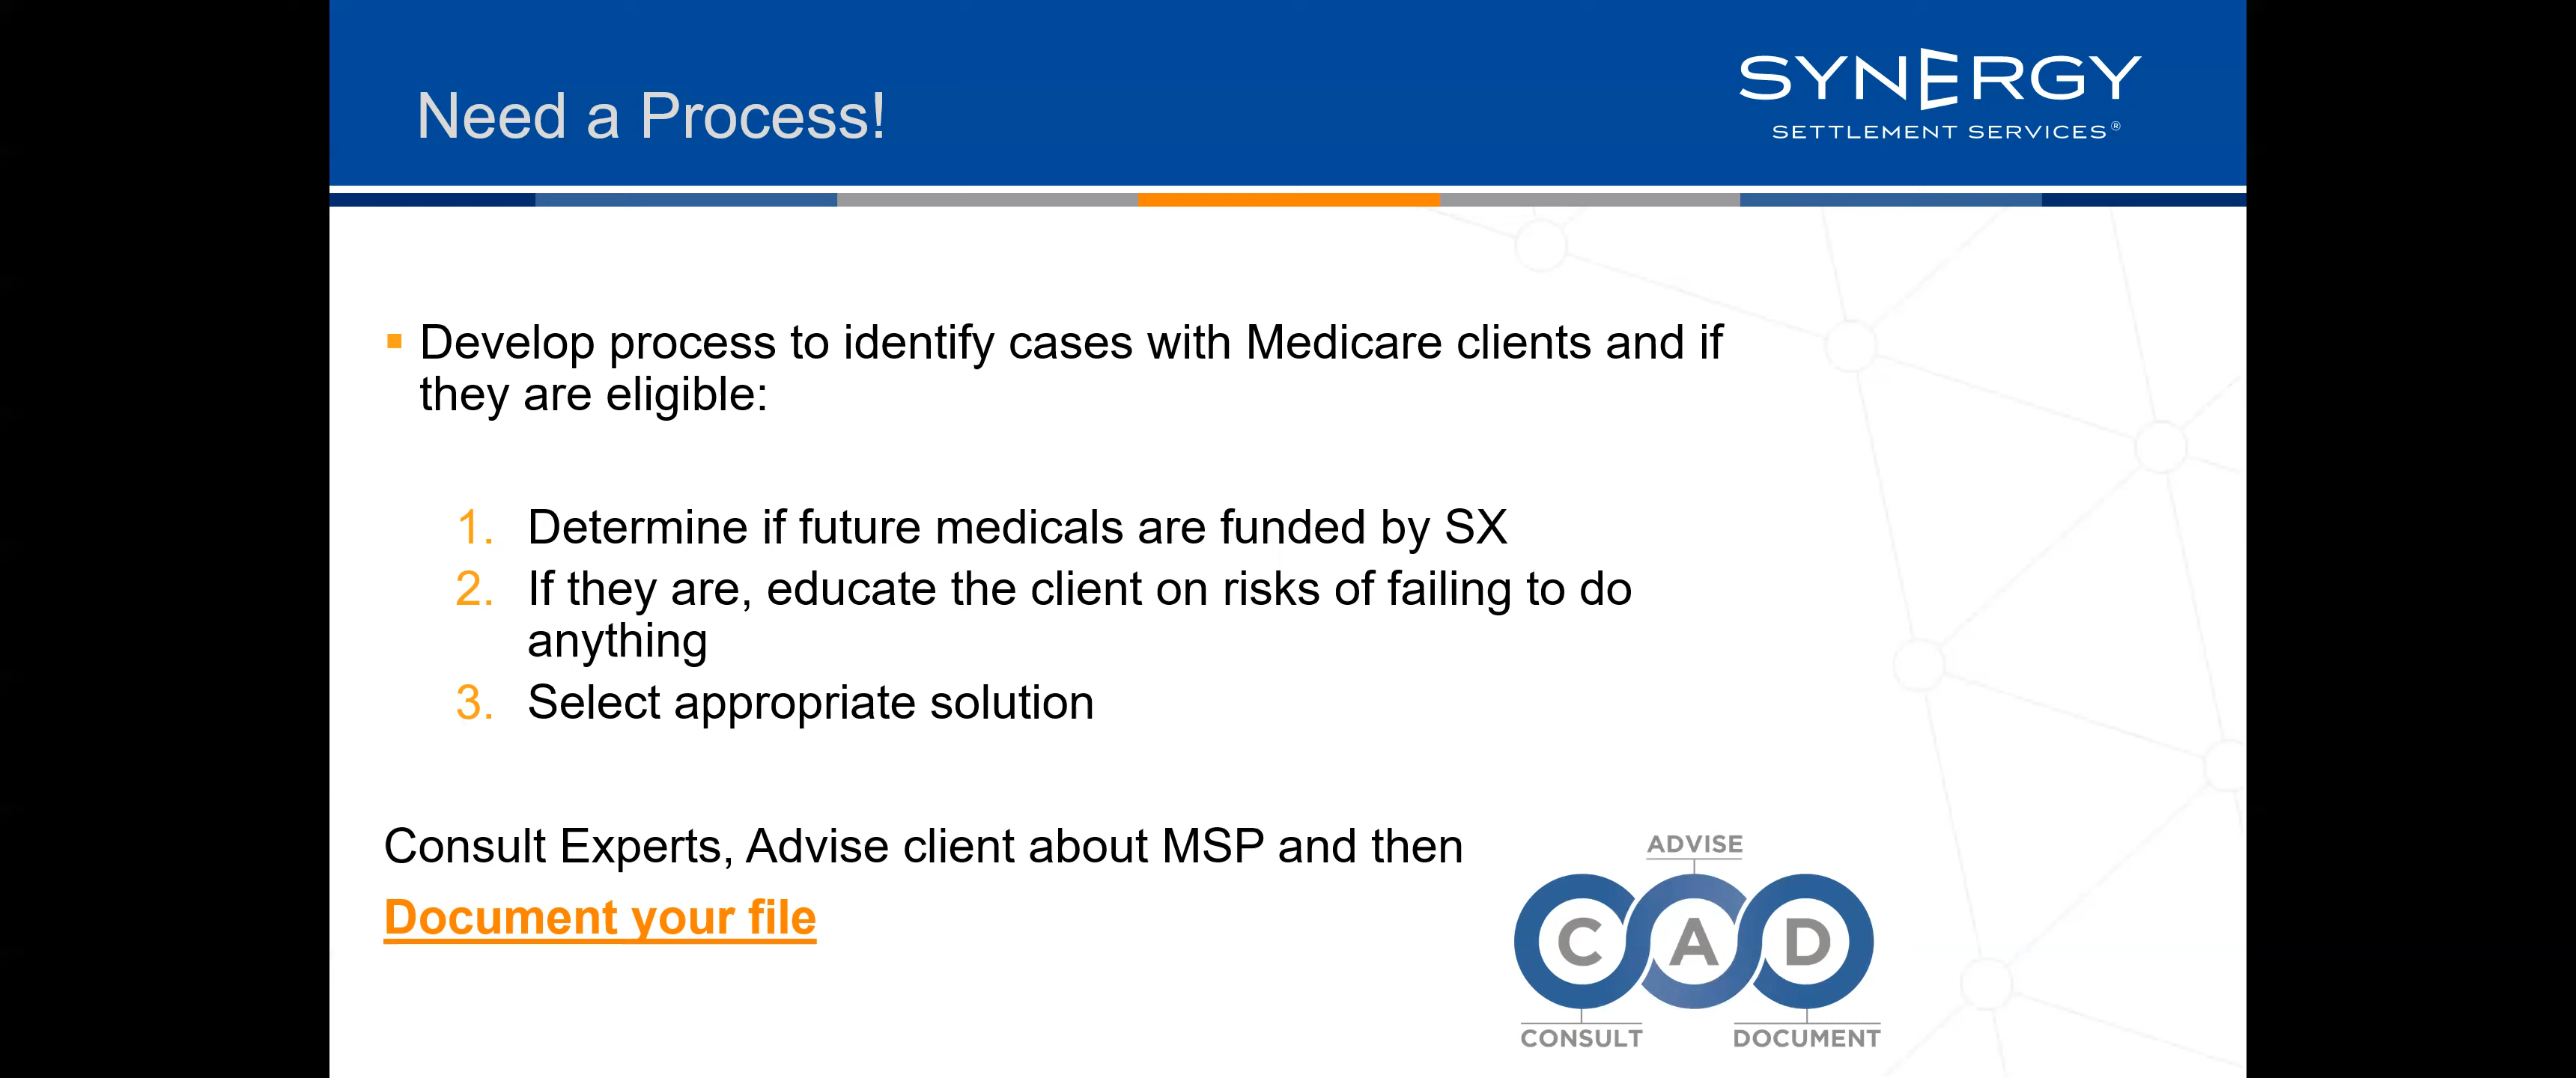 Need a Process!
SYNERGY
SETTLEMENT SERVICES®
▪ Develop process to identify cases with Medicare clients and if
they are eligible:
1. Determine if future medicals are funded by SX
2. If they are, educate the client on risks of failing to do
anything
3. Select appropriate solution
Consult Experts, Advise client about MSP and then
Document your file
ADVISE
C A D
CONSULT DOCUMENT